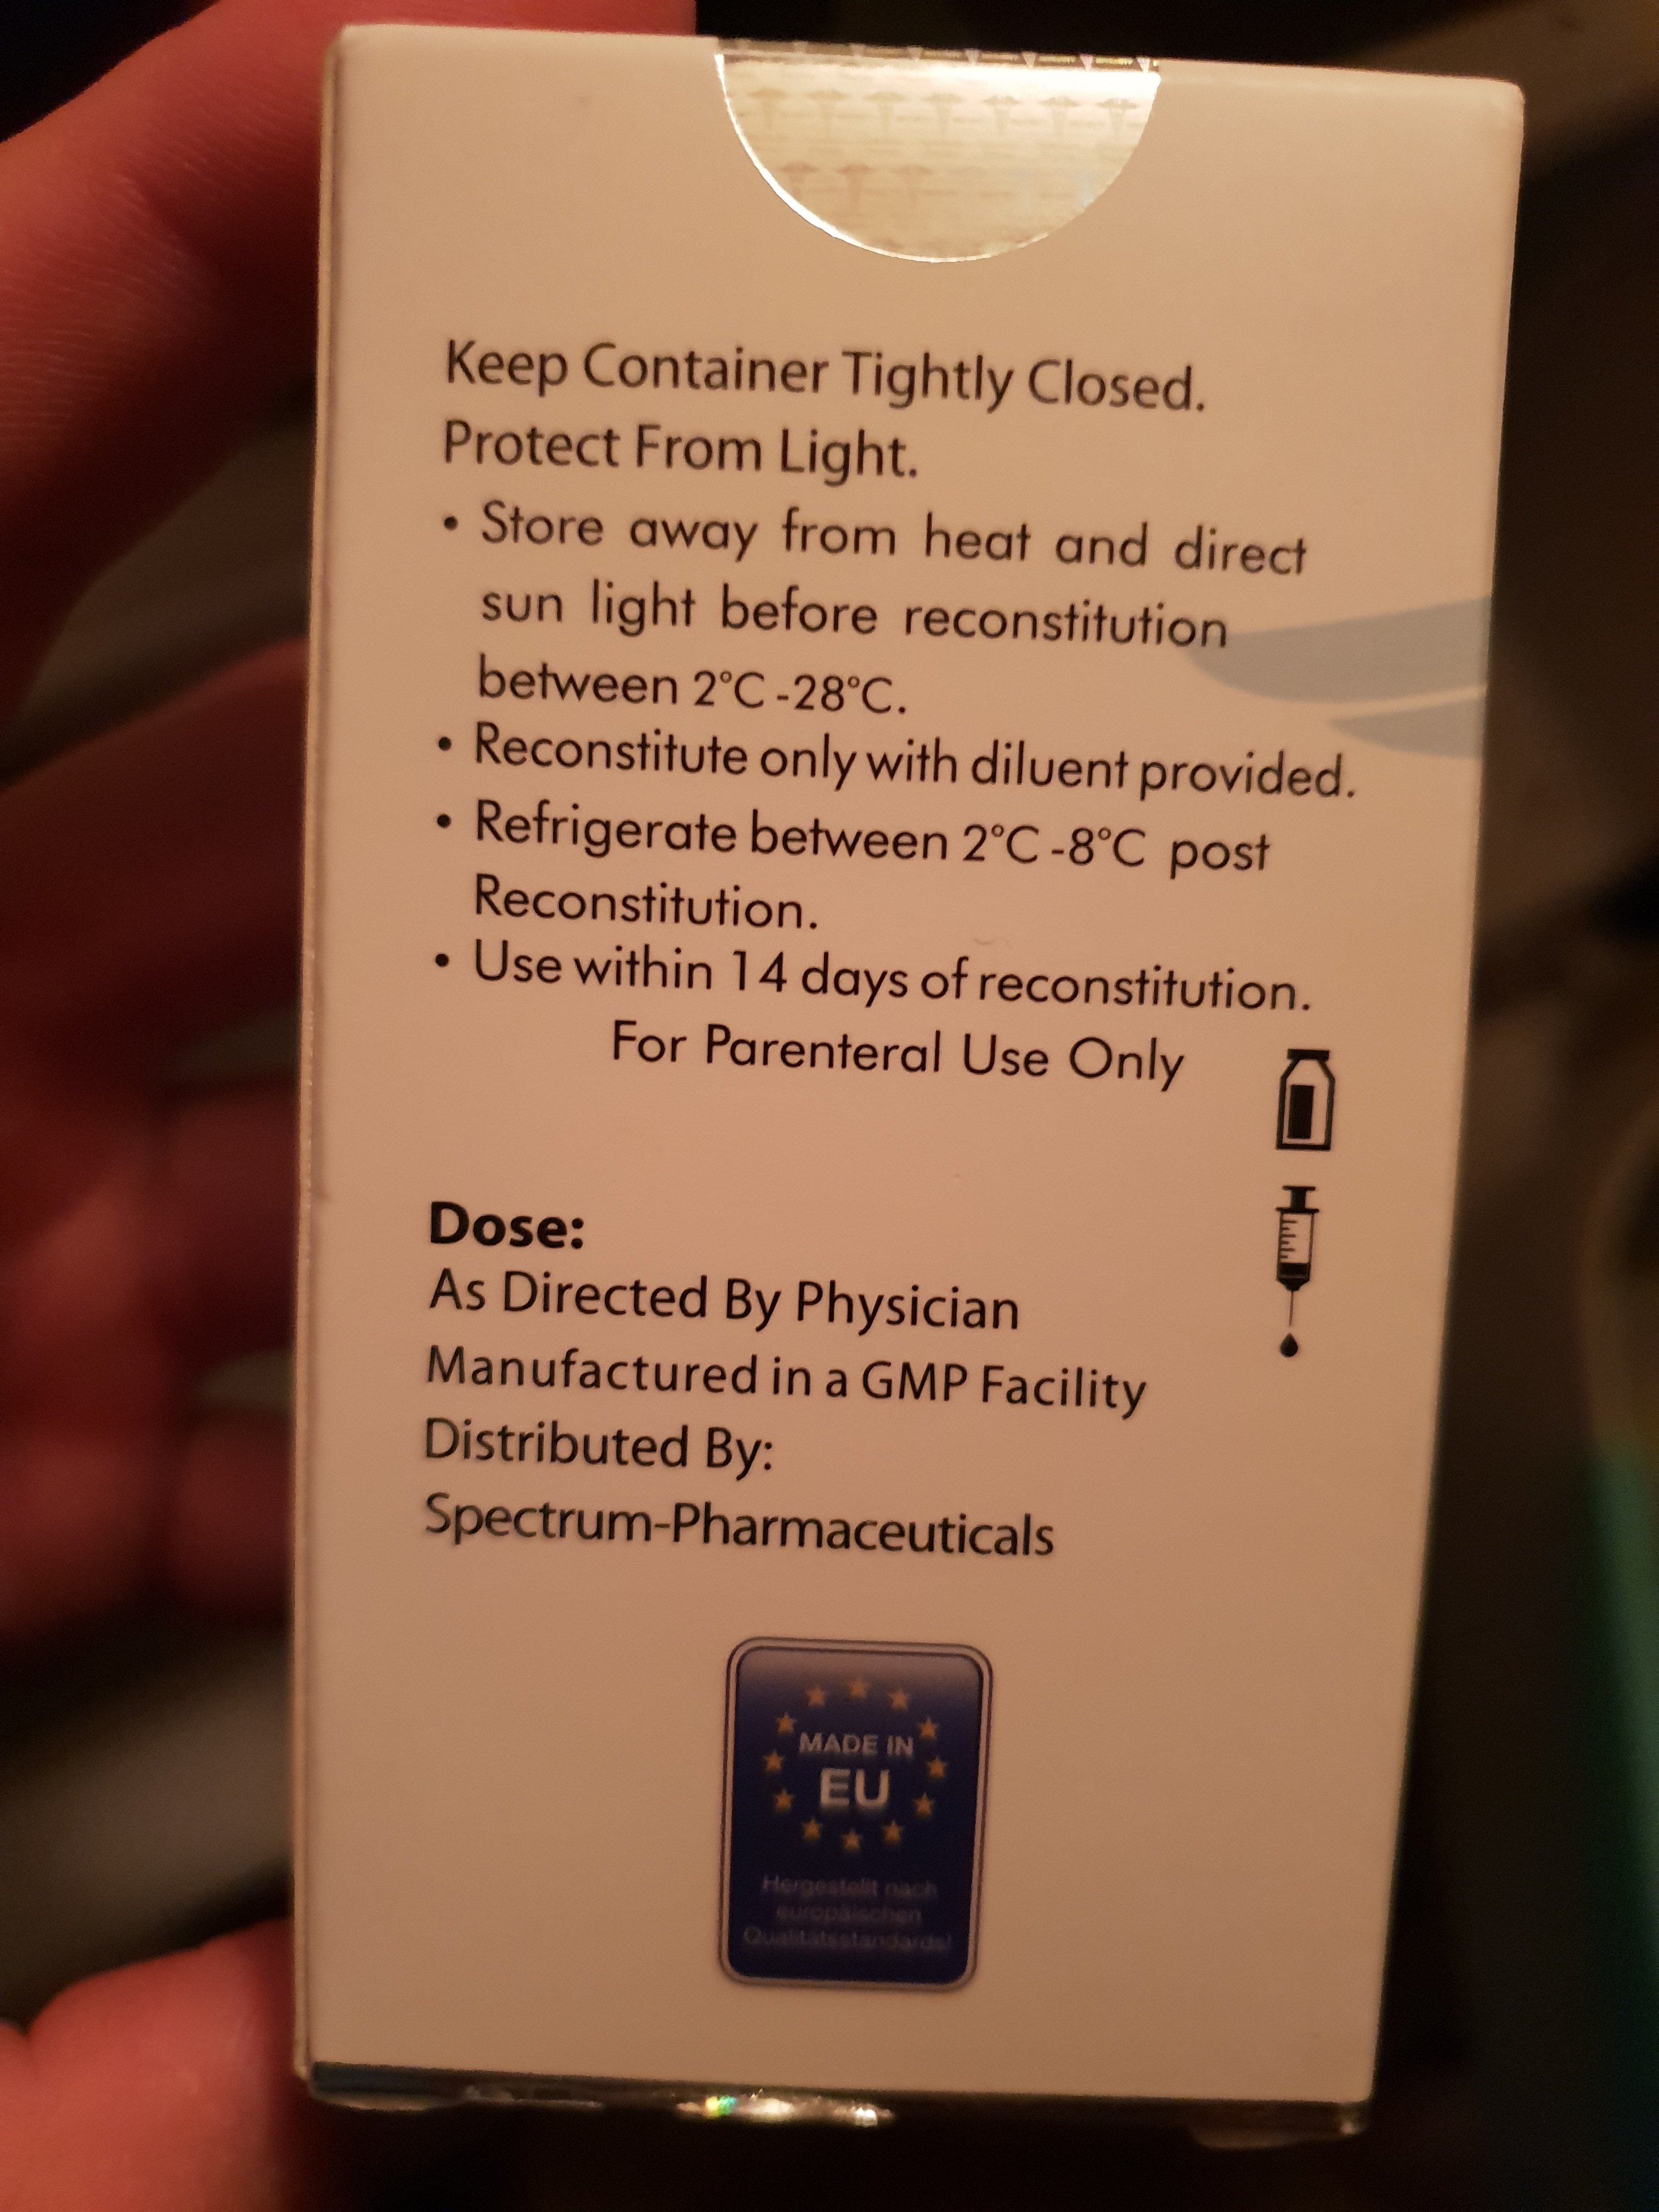 Keep Container Tightly Closed.
Protect From Light.
• Store away from heat and direct
sun light before reconstitution
between 2°C -28°C.
• Reconstitute only with diluent provided.
• Refrigerate between 2°C -8°C post
Reconstitution.
• Use within 14 days of reconstitution.
For Parenteral Use Only
Dose:
As Directed By Physician
Manufactured in a GMP Facility
Distributed By:
Spectrum-Pharmaceuticals
MADE IN
EU
Hergestellt nach
europäischen
Qualitätsstandards!